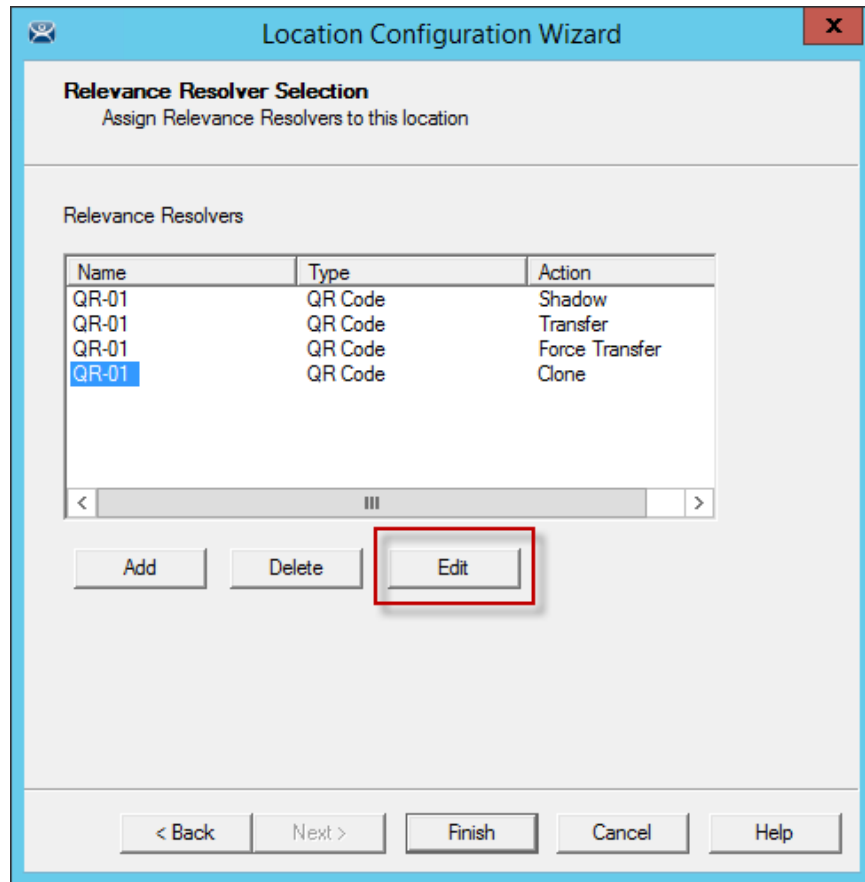 Location Configuration Wizard
x
Relevance Resolver Selection
Assign Relevance Resolvers to this location
Relevance Resolvers
Name Type Action
QR-01 QR Code Shadow
QR-01 QR Code Transfer
QR-01 QR Code Force Transfer
QR-01 QR Code Clone
Add Delete Edit
< Back Next > Finish Cancel Help